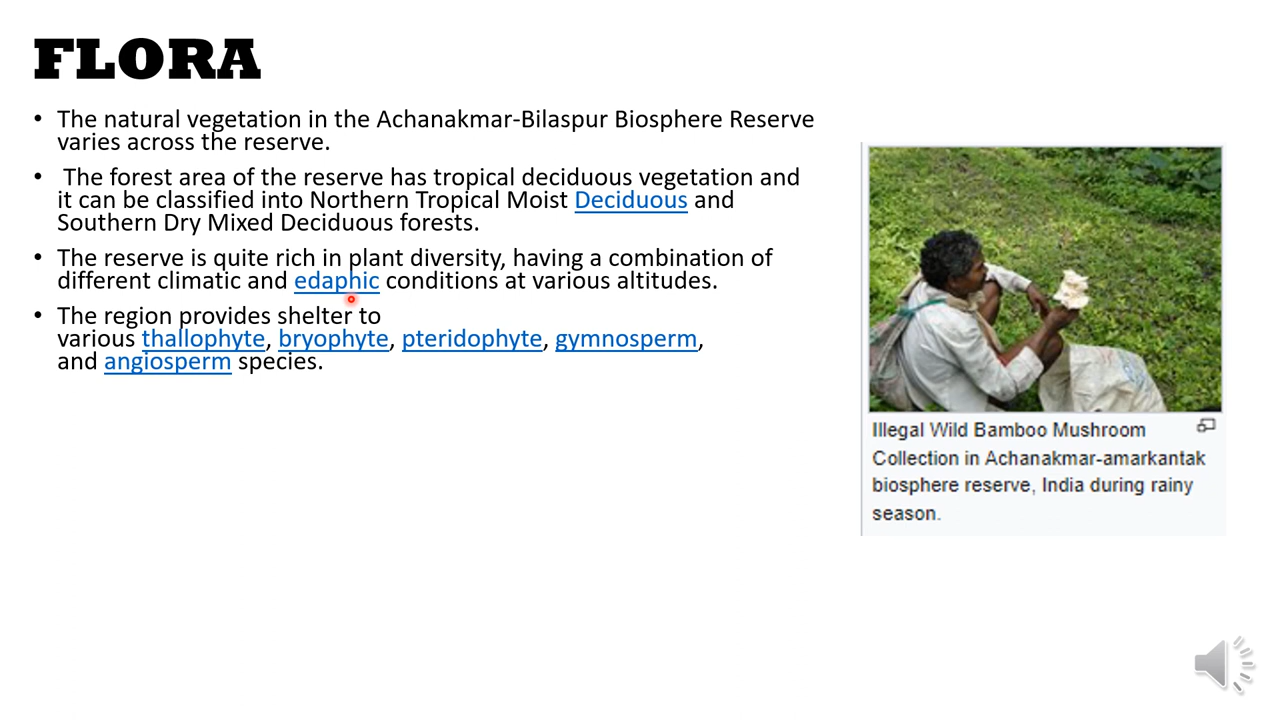 FLORA
• The natural vegetation in the Achanakmar-Bilaspur Biosphere Reserve
varies across the reserve.
• The forest area of the reserve has tropical deciduous vegetation and
it can be classified into Northern Tropical Moist Deciduous and
Southern Dry Mixed Deciduous forests.
• The reserve is quite rich in plant diversity, having a combination of
different climatic and edaphic conditions at various altitudes.
• The region provides shelter to
various thallophyte, bryophyte, pteridophyte, gymnosperm,
and angiosperm species.
Illegal Wild Bamboo Mushroom
Collection in Achanakmar-amarkantak
biosphere reserve, India during rainy
season.